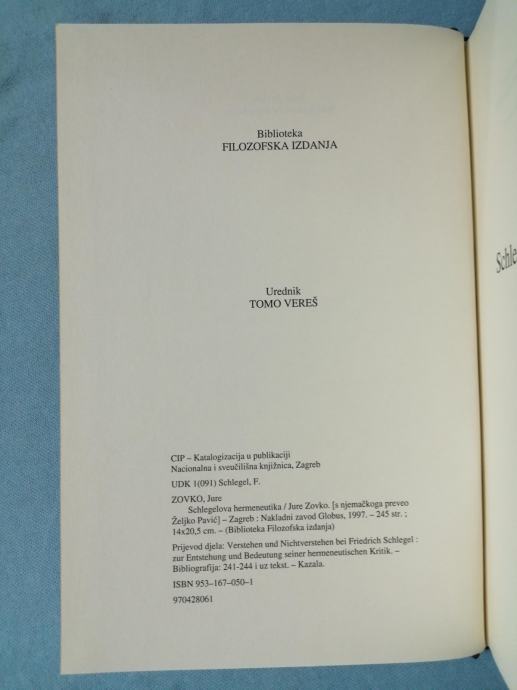 Biblioteka
FILOZOFSKA IZDANJA
Urednik
TOMO VEREŠ
CIP – Katalogizacija u publikaciji
Nacionalna i sveučilišna knjižnica, Zagreb
UDK 1(091) Schlegel, F.
ZOVKO, Jure
Schlegelova hermeneutika / Jure Zovko. [s njemačkoga preveo
Željko Pavić] – Zagreb : Nakladni zavod Globus, 1997. – 245 str. ;
14x20,5 cm. – (Biblioteka Filozofska izdanja)
Prijevod djela: Verstehen und Nichtverstehen bei Friedrich Schlegel :
zur Entstehung und Bedeutung seiner hermeneutischen Kritik. –
Bibliografija: 241-244 i uz tekst. – Kazala.
ISBN 953–167–050–1
970428061
Schle